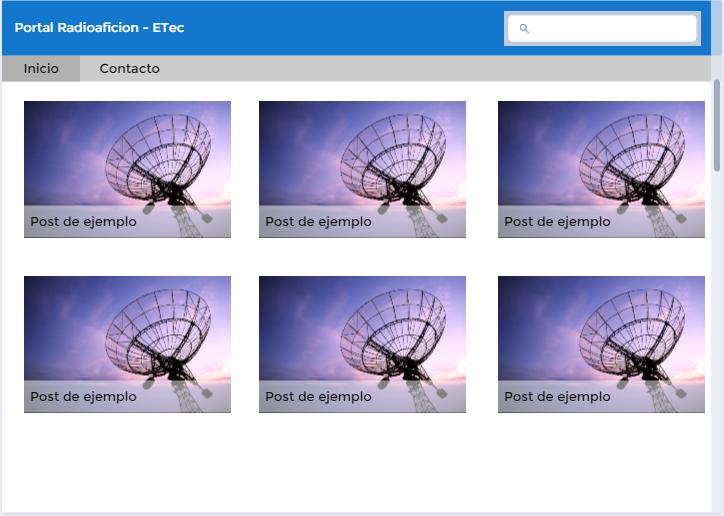 Portal Radioaficion - ETec
Inicio Contacto
Post de ejemplo Post de ejemplo Post de ejemplo
Post de ejemplo Post de ejemplo Post de ejemplo